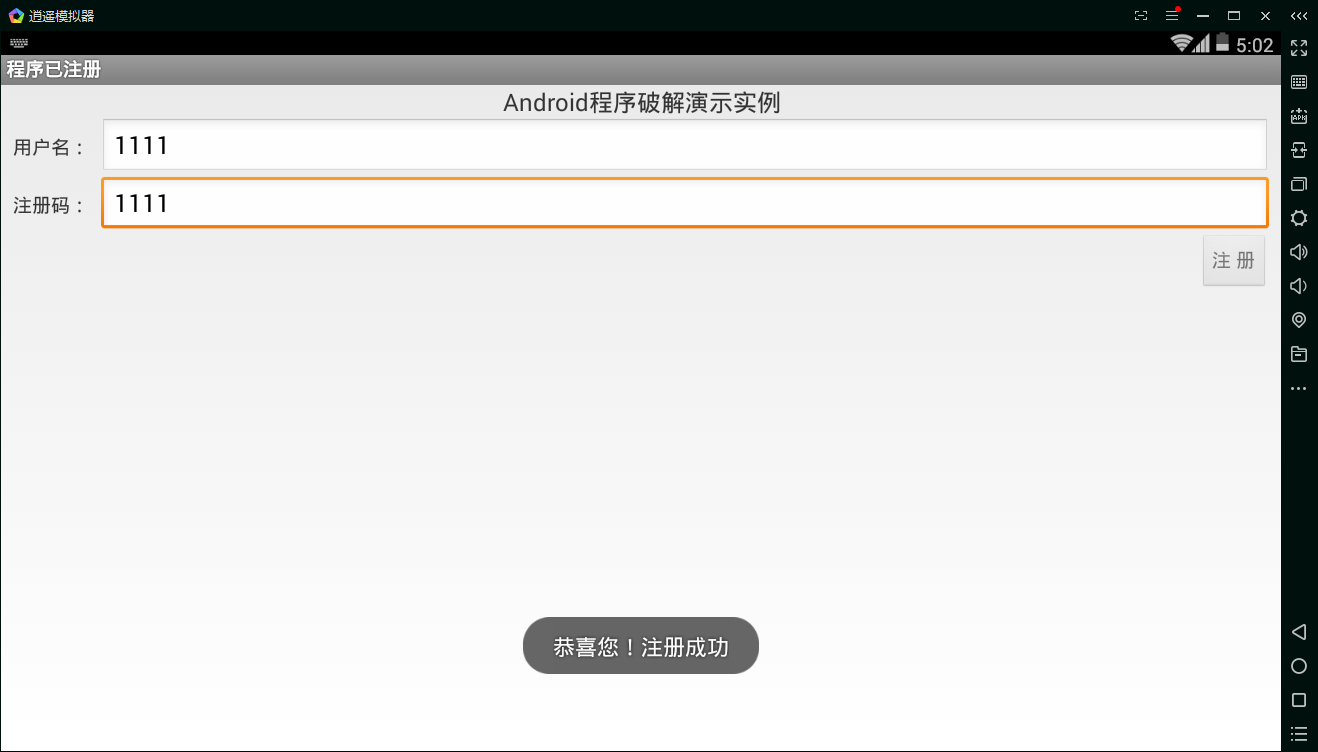 逍遥模拟器
5:02
程序已注册
Android程序破解演示实例
用户名：
1111
注册码：
1111
注 册
恭喜您！注册成功
APK